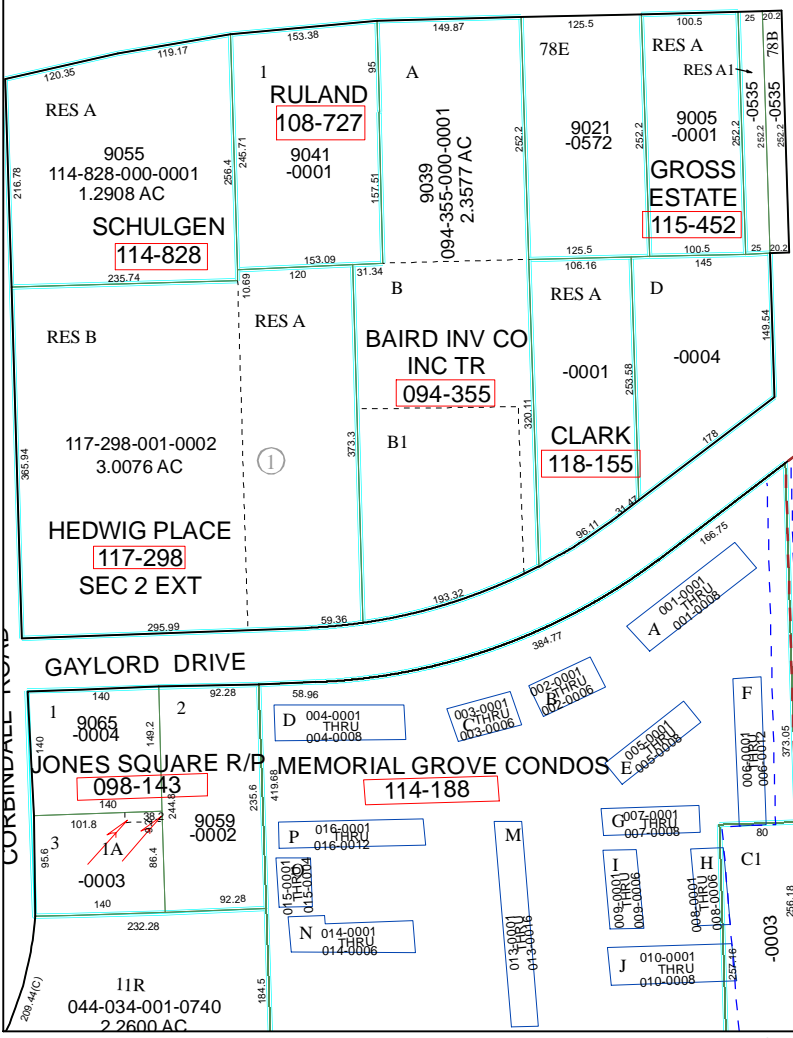 120.35
119.17
153.38
149.87
125.5
100.5
25
20.2
RES A
9055
114-828-000-0001
1.2908 AC
SCHULGEN
114-828
216.78
256.4
235.74
1
RULAND
108-727
9041
-0001
245.71
95
157.51
153.09
A
9039
094-355-000-0001
2.3577 AC
252.2
78E
9021
-0572
125.5
RES A
RES A1
9005
-0001
252.2
GROSS
ESTATE
115-452
100.5
-0535
252.2
78B
-0535
252.2
25
20.2
10.69
120
31.34
106.16
145
RES B
117-298-001-0002
3.0076 AC
365.94
HEDWIG PLACE
117-298
SEC 2 EXT
295.99
RES A
1
373.3
59.36
B
BAIRD INV CO
INC TR
094-355
B1
320.11
193.32
RES A
-0001
253.58
CLARK
118-155
96.11
31.47
D
-0004
149.54
178
GAYLORD DRIVE
CORBINDALE ROAD
166.75
384.77
140
92.28
58.96
1
9065
-0004
140
149.2
2
JONES SQUARE R/P
098-143
140
244.8
235.6
419.68
9059
-0002
3
101.8
38.2
1A
-0003
95.6
86.4
140
92.28
232.28
209.44(C)
11R
044-034-001-0740
2.2600 AC
184.5
MEMORIAL GROVE CONDOS
114-188
A
001-0001
THRU
001-0008
B
002-0001
THRU
002-0006
C
003-0001
THRU
003-0006
D
004-0001
THRU
004-0008
E
005-0001
THRU
005-0008
F
006-0001
THRU
006-0012
373.05
G
007-0001
THRU
007-0008
H
008-0001
THRU
008-0006
I
009-0001
THRU
009-0006
J
010-0001
THRU
010-0008
M
013-0001
THRU
013-0016
N
014-0001
THRU
014-0006
O
015-0001
THRU
015-0004
P
016-0001
THRU
016-0012
80
C1
-0003
256.18
257.16